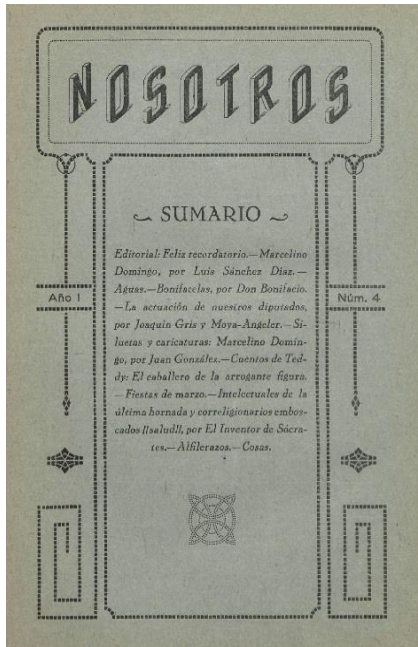 NOSOTROS
SUMARIO
Editorial: Feliz recordatorio.—Marcelino
Domingo, por Luis Sánchez Díaz.—
Aguas.—Bonifacelas, por Don Bonifacio.
—La actuación de nuestros diputados,
por Joaquín Gris y Moya-Angeler.—Si-
luetas y caricaturas: Marcelino Domin-
go, por Juan González.—Cuentos de Ted-
dy: El caballero de la arrogante figura.
—Fiestas de marzo.—Intelectuales de la
última hornada y correligionarios embos-
cados ¡¡salud!!, por El Inventor de Sócra-
tes.—Alfilerazos.—Cosas.
Año I
Núm. 4